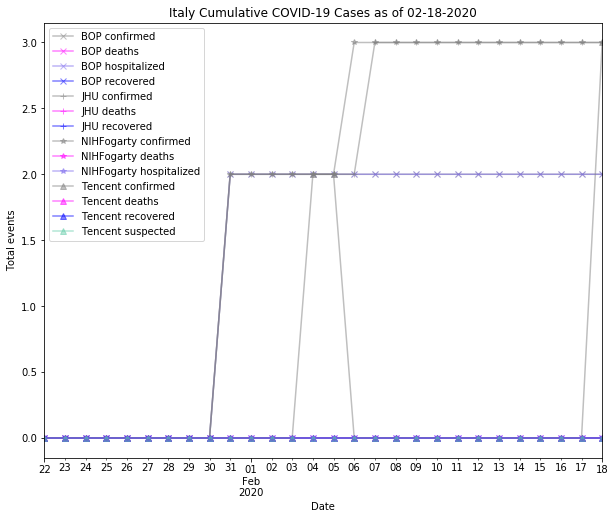 Italy Cumulative COVID-19 Cases as of 02-18-2020
BOP confirmed
BOP deaths
BOP hospitalized
BOP recovered
JHU confirmed
JHU deaths
JHU recovered
NIHFogarty confirmed
NIHFogarty deaths
NIHFogarty hospitalized
Tencent confirmed
Tencent deaths
Tencent recovered
Tencent suspected
Total events
3.0
2.5
2.0
1.5
1.0
0.5
0.0
22 23 24 25 26 27 28 29 30 31 01 02 03 04 05 06 07 08 09 10 11 12 13 14 15 16 17 18
Feb
2020
Date